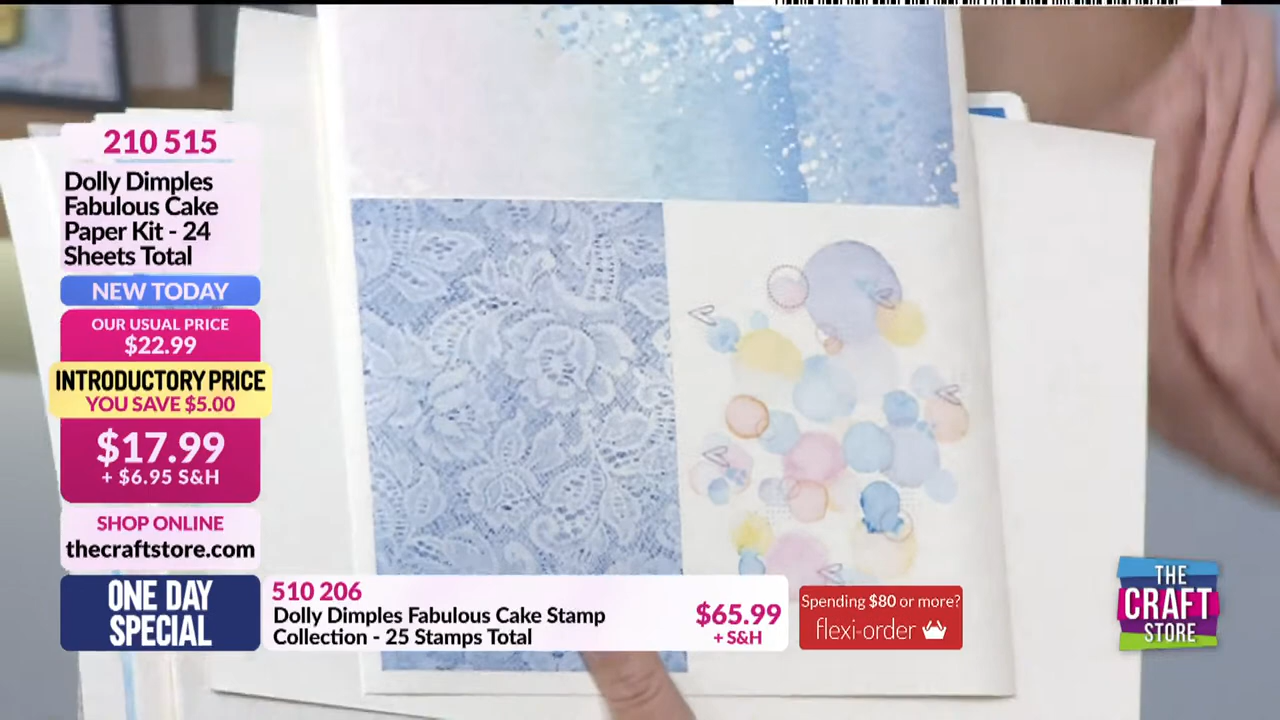 210 515
Dolly Dimples
Fabulous Cake
Paper Kit - 24
Sheets Total
NEW TODAY
OUR USUAL PRICE
$22.99
INTRODUCTORY PRICE
YOU SAVE $5.00
$17.99
+ $6.95 S&H
SHOP ONLINE
thecraftstore.com
ONE DAY
SPECIAL
510 206
Dolly Dimples Fabulous Cake Stamp
Collection - 25 Stamps Total
$65.99
+ S&H
Spending $80 or more?
flexi-order
THE
CRAFT
STORE